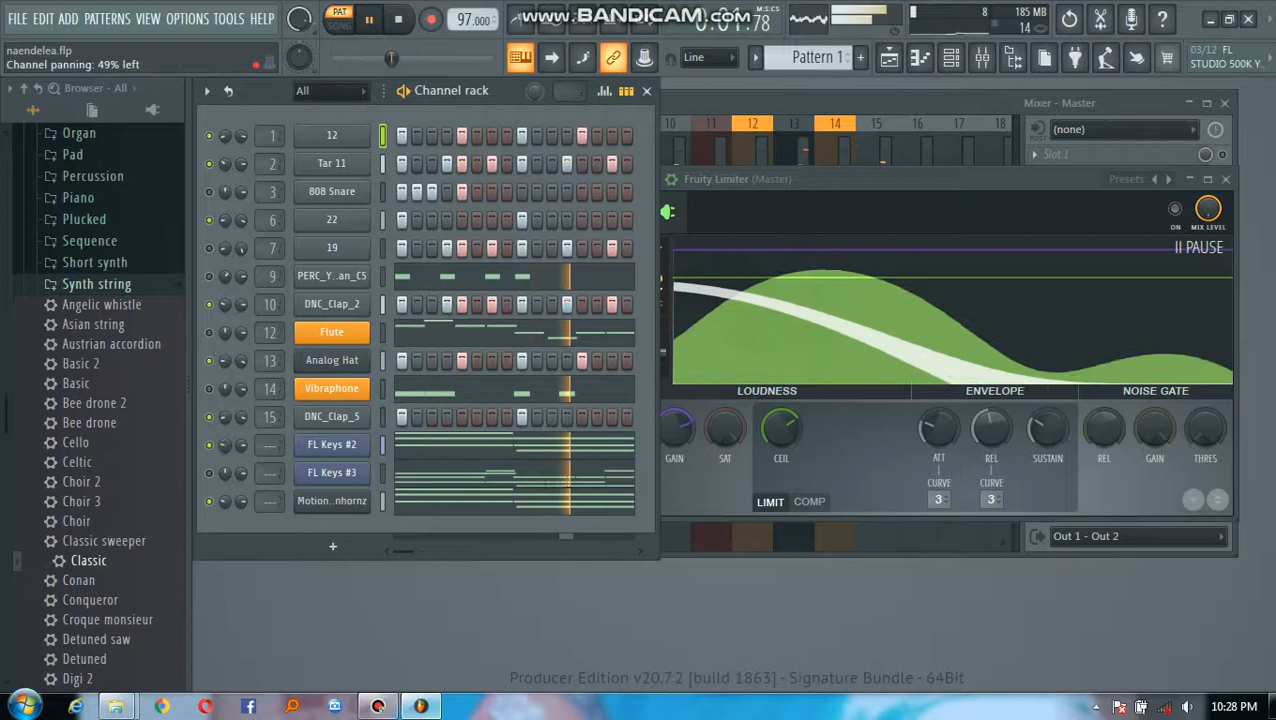 FILE EDIT ADD PATTERNS VIEW OPTIONS TOOLS HELP
PAT
SONG
97.000
www.BANDICAM.com
M:S:CS
8
185 MB
14
naendelea.flp
Channel panning: 49% left
Line
Pattern 1
03/12 FL
STUDIO 500K Y..
Browser - All
All
Channel rack
Organ
Pad
Percussion
Piano
Plucked
Sequence
Short synth
Synth string
Angelic whistle
Asian string
Austrian accordion
Basic 2
Basic
Bee drone 2
Bee drone
Cello
Celtic
Choir 2
Choir 3
Choir
Classic sweeper
Classic
Conan
Conqueror
Croque monsieur
Detuned saw
Detuned
Digi 2
1 12
2 Tar 11
3 808 Snare
6 22
7 19
9 PERC_Y...an_C5
10 DNC_Clap_2
12 Flute
13 Analog Hat
14 Vibraphone
15 DNC_Clap_5
--- FL Keys #2
--- FL Keys #3
--- Motion...nhornz
10 11 12 13 14 15 16 17 18
Mixer - Master
(none)
Slot 1
Fruity Limiter (Master)
Presets
ON
MIX LEVEL
II PAUSE
LOUDNESS
ENVELOPE
NOISE GATE
GAIN
SAT
CEIL
ATT
REL
SUSTAIN
REL
GAIN
THRES
CURVE
3
CURVE
3
LIMIT
COMP
Out 1 - Out 2
Producer Edition v20.7.2 [build 1863] - Signature Bundle - 64Bit
10:28 PM